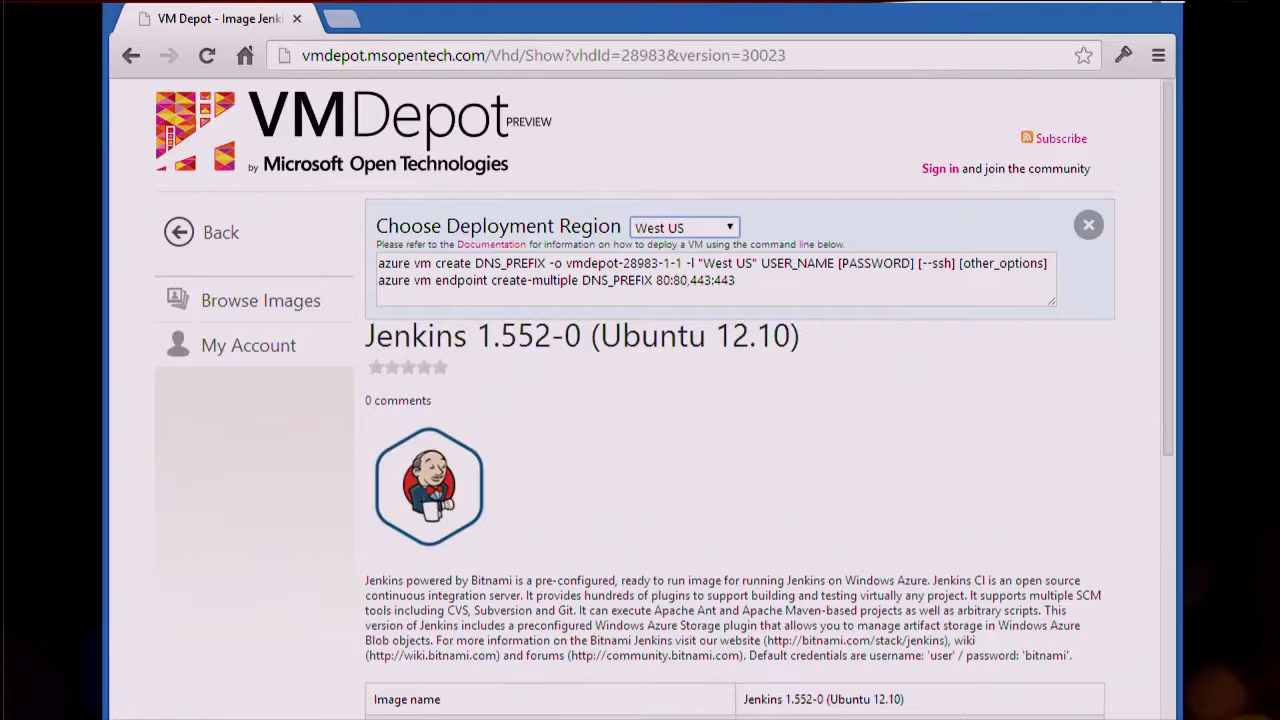 VM Depot - Image Jenki
vmdepot.msopentech.com/Vhd/Show?vhdId=28983&version=30023
VMDepot PREVIEW
by Microsoft Open Technologies
Subscribe
Sign in and join the community
Back
Browse Images
My Account
Choose Deployment Region West US
Please refer to the Documentation for information on how to deploy a VM using the command line below.
azure vm create DNS_PREFIX -o vmdepot-28983-1-1 -l "West US" USER_NAME [PASSWORD] [--ssh] [other_options]
azure vm endpoint create-multiple DNS_PREFIX 80:80,443:443
Jenkins 1.552-0 (Ubuntu 12.10)
0 comments
Jenkins powered by Bitnami is a pre-configured, ready to run image for running Jenkins on Windows Azure. Jenkins CI is an open source
continuous integration server. It provides hundreds of plugins to support building and testing virtually any project. It supports multiple SCM
tools including CVS, Subversion and Git. It can execute Apache Ant and Apache Maven-based projects as well as arbitrary scripts. This
version of Jenkins includes a preconfigured Windows Azure Storage plugin that allows you to manage artifact storage in Windows Azure
Blob objects. For more information on the Bitnami Jenkins visit our website (http://bitnami.com/stack/jenkins), wiki
(http://wiki.bitnami.com) and forums (http://community.bitnami.com). Default credentials are username: 'user' / password: 'bitnami'.
Image name Jenkins 1.552-0 (Ubuntu 12.10)